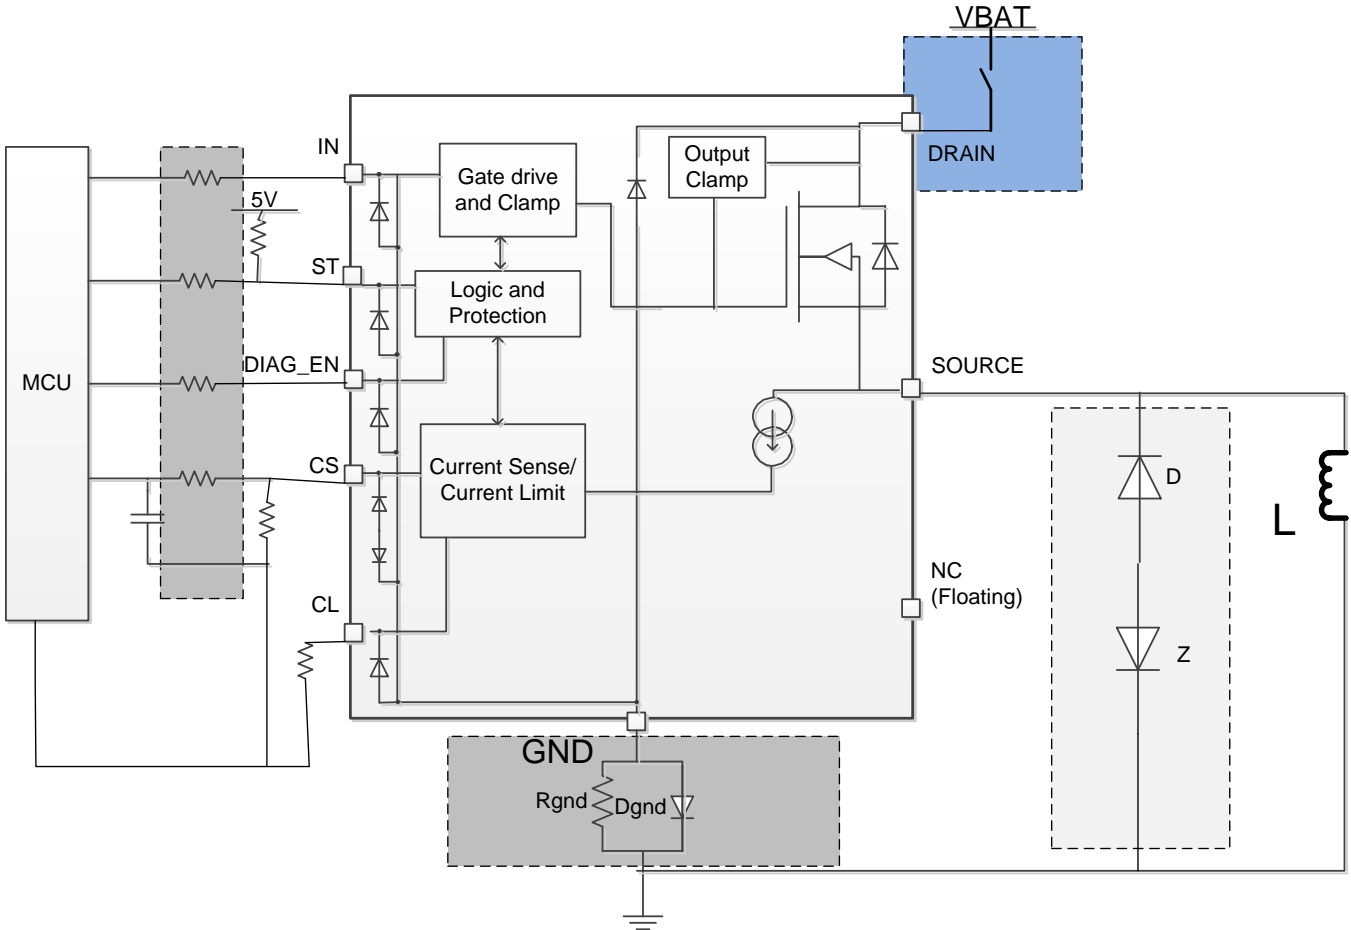 VBAT
DRAIN
IN
Gate drive
and Clamp
Output
Clamp
5V
ST
Logic and
Protection
MCU
DIAG_EN
SOURCE
CS
Current Sense/
Current Limit
D
L
NC
(Floating)
CL
Z
GND
Rgnd
Dgnd